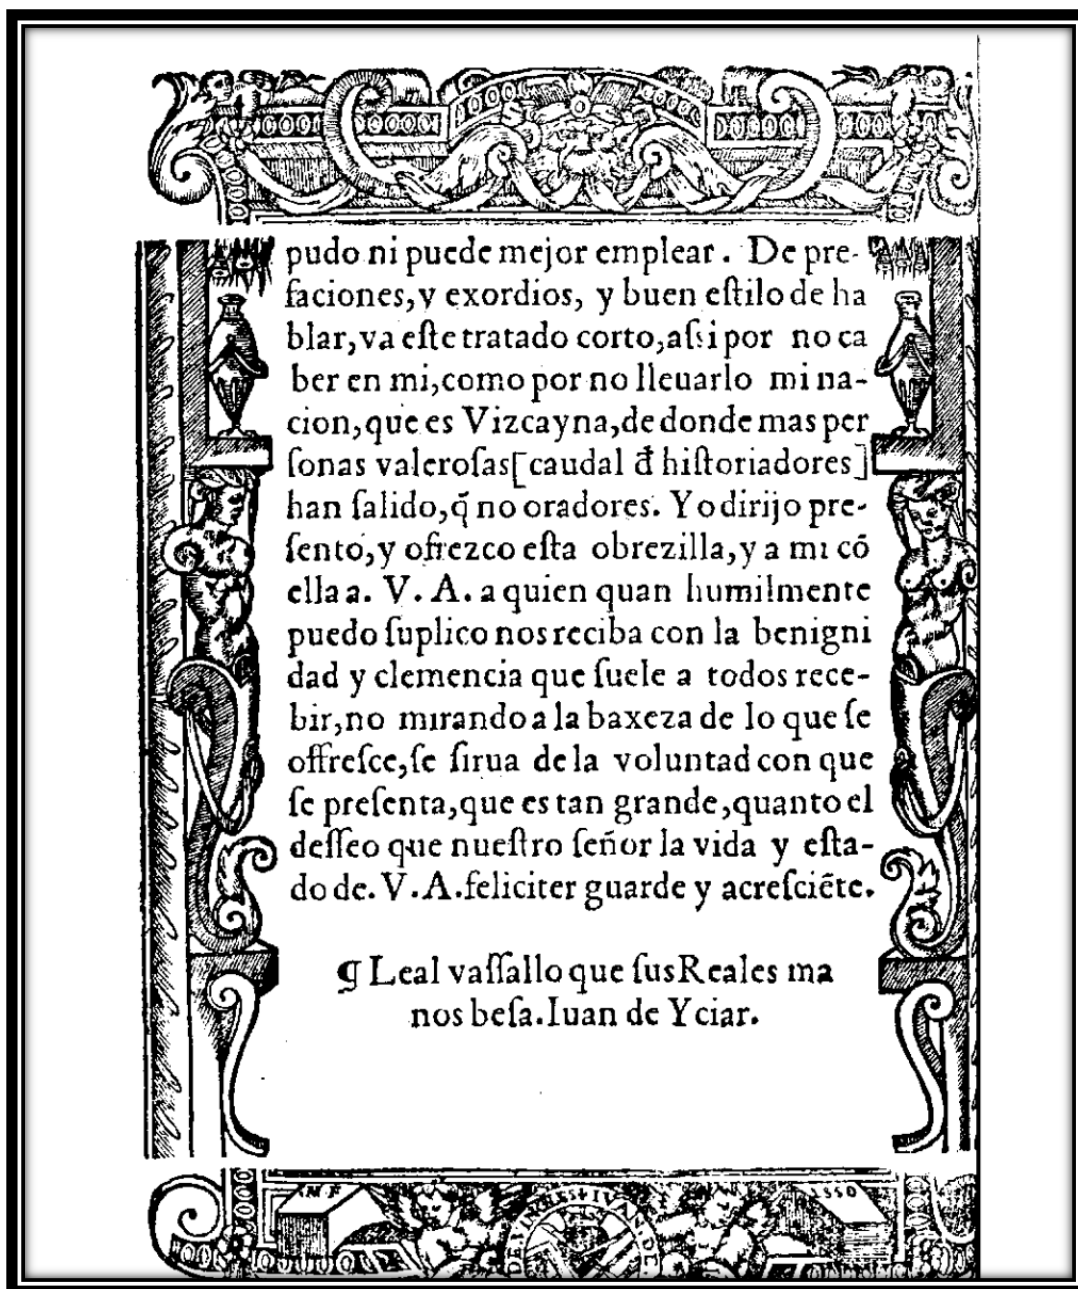 pudo ni puede mejor emplear. De pre-
faciones, y exordios, y buen eſtilo de ha
blar, va eſte tratado corto, aſsi por no ca
ber en mi, como por no lleuarlo mi na-
cion, que es Vizcayna, de donde mas per
ſonas valeroſas [caudal đ hiſtoriadores]
han ſalido, q̃ no oradores. Yo dirijo pre-
ſento, y ofrezco eſta obrezilla, y a mi cõ
ella a. V. A. a quien quan humilmente
puedo ſuplico nos reciba con la benigni
dad y clemencia que ſuele a todos rece-
bir, no mirando a la baxeza de lo que ſe
offreſce, ſe ſirua de la voluntad con que
ſe preſenta, que es tan grande, quanto el
deſſeo que nueſtro ſeñor la vida y eſta-
do de. V. A. feliciter guarde y acreſciẽte.
¶ Leal vaſſallo que ſus Reales ma
nos beſa. Iuan de Yciar.
M F
1550